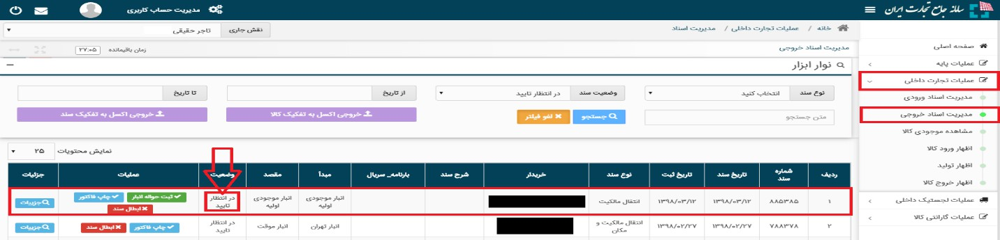 سامانه جامع تجارت ایران
مدیریت حساب کاربری
صفحه اصلی
عملیات پایه
عملیات تجارت داخلی
مدیریت اسناد ورودی
مدیریت اسناد خروجی
مشاهده موجودی کالا
اظهار ورود کالا
اظهار تولید
اظهار خروج کالا
عملیات لجستیک داخلی
عملیات گارانتی کالا
خانه / عملیات تجارت داخلی / مدیریت اسناد
نقش جاری تاجر حقیقی
مدیریت اسناد خروجی
زمان باقیمانده ۲۷:۰۵
نوار ابزار
نوع سند انتخاب کنید وضعیت سند در انتظار تایید از تاریخ تا تاریخ
متن جستجو جستجو لغو فیلتر خروجی اکسل به تفکیک کالا خروجی اکسل به تفکیک سند
نمایش محتویات ۲۵
ردیف شماره سند تاریخ سند تاریخ ثبت نوع سند خریدار شرح سند بارنامه_ سریال مبدأ مقصد وضعیت عملیات جزئیات
۱ ۸۸۵۳۸۵ ۱۳۹۸/۰۳/۱۲ ۱۳۹۸/۰۳/۱۲ انتقال مالکیت انبار موجودی اولیه انبار موجودی اولیه در انتظار تایید ثبت حواله انبار چاپ فاکتور ابطال سند جزییات
۲ ۷۸۸۳۷۸ ۱۳۹۸/۰۲/۲۷ ۱۳۹۸/۰۲/۲۷ انتقال مالکیت و مکان انبار تهران انبار موقت در انتظار تایید چاپ فاکتور ابطال سند جزییات